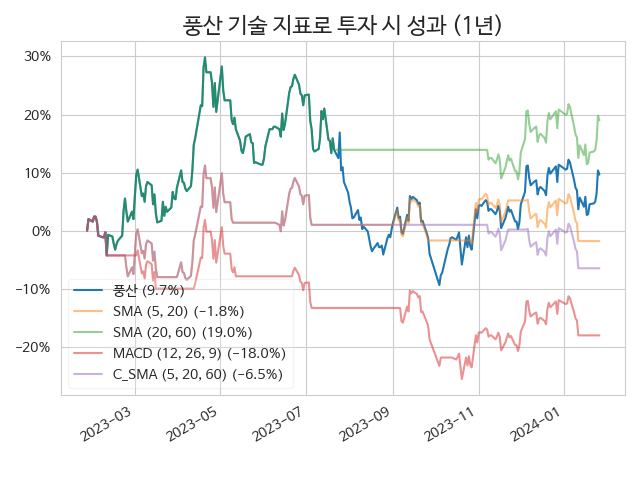 풍산 기술 지표로 투자 시 성과 (1년)
30%
20%
10%
0%
−10%
−20%
풍산 (9.7%)
SMA (5, 20) (−1.8%)
SMA (20, 60) (19.0%)
MACD (12, 26, 9) (−18.0%)
C_SMA (5, 20, 60) (−6.5%)
2023−03
2023−05
2023−07
2023−09
2023−11
2024−01